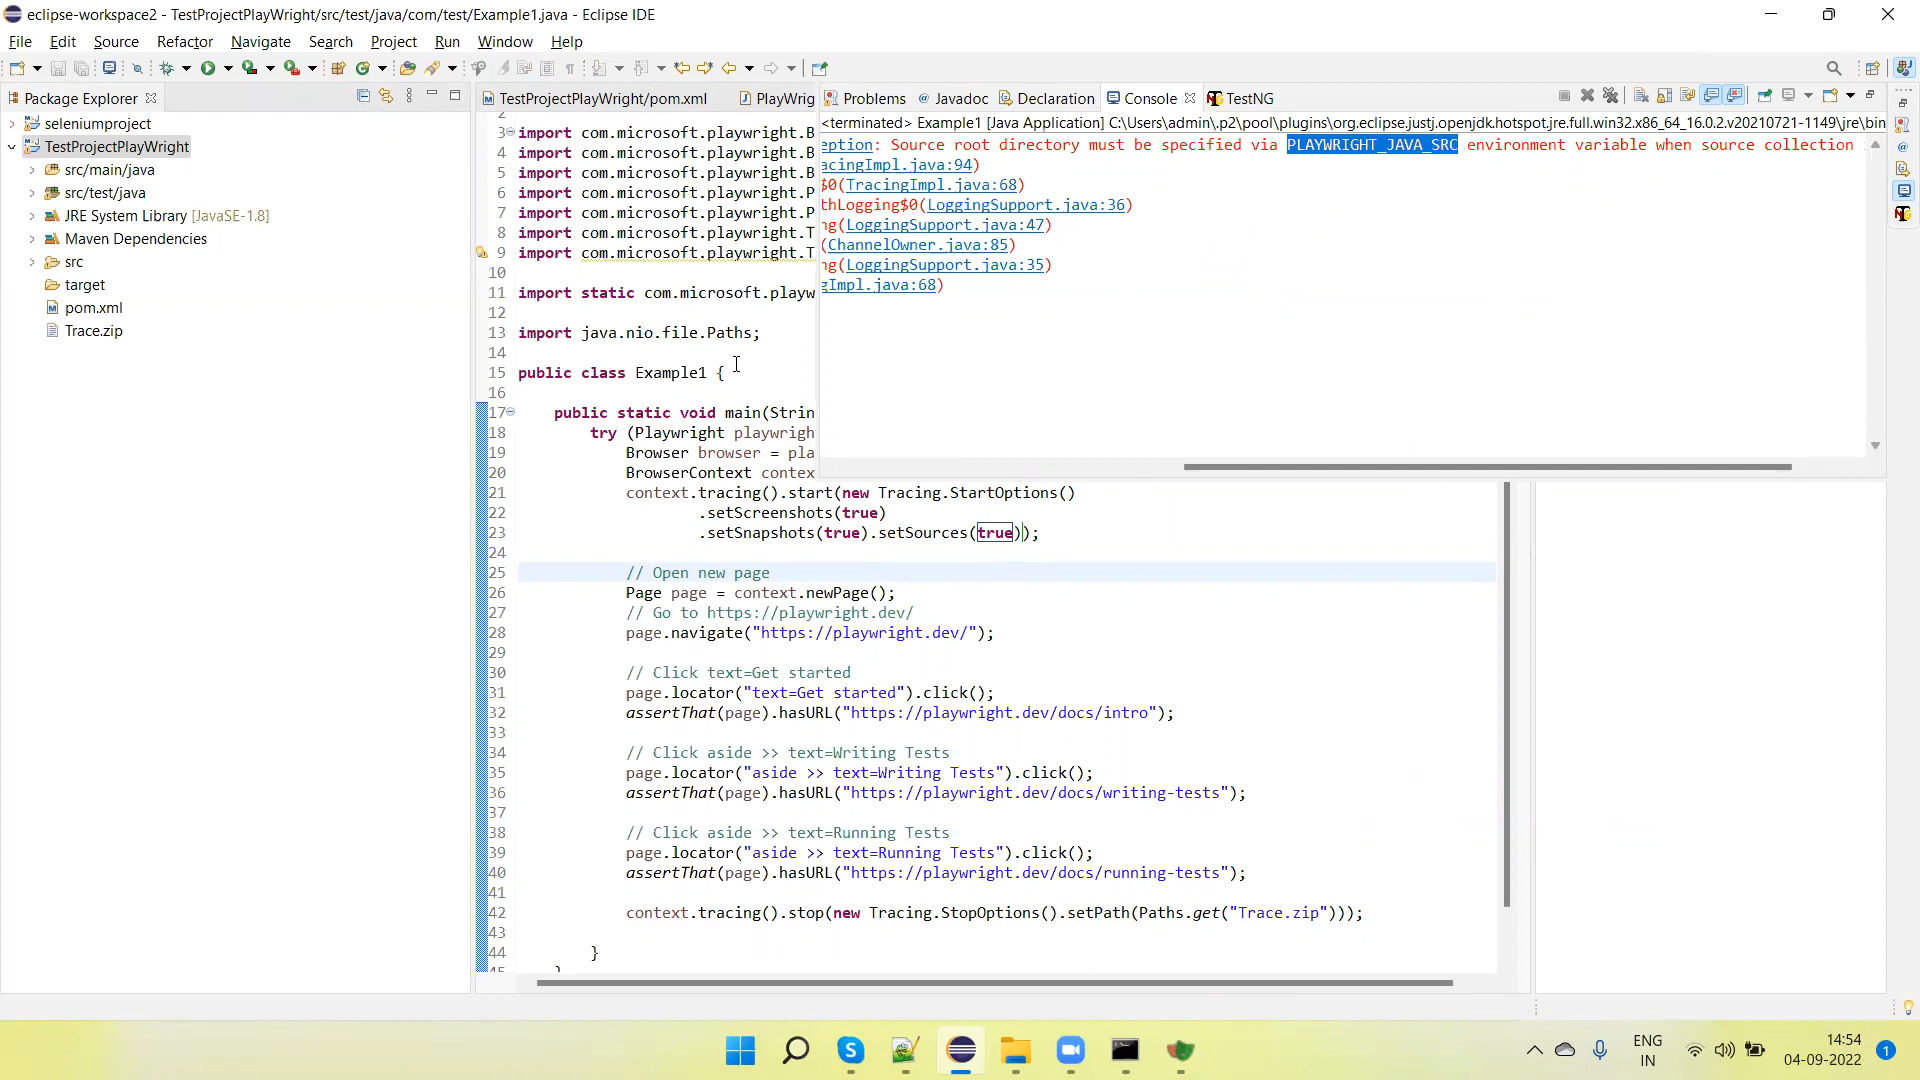 eclipse-workspace2 - TestProjectPlayWright/src/test/java/com/test/Example1.java - Eclipse IDE
File Edit Source Refactor Navigate Search Project Run Window Help
Package Explorer
seleniumproject
TestProjectPlayWright
src/main/java
src/test/java
JRE System Library [JavaSE-1.8]
Maven Dependencies
src
target
pom.xml
Trace.zip
TestProjectPlayWright/pom.xml
PlayWrig
Problems
@ Javadoc
Declaration
Console
TestNG
<terminated> Example1 [Java Application] C:\Users\admin\.p2\pool\plugins\org.eclipse.justj.openjdk.hotspot.jre.full.win32.x86_64_16.0.2.v20210721-1149\jre\bin
eption: Source root directory must be specified via PLAYWRIGHT_JAVA_SRC environment variable when source collection
acingImpl.java:94)
$0(TracingImpl.java:68)
thLogging$0(LoggingSupport.java:36)
ng(LoggingSupport.java:47)
(ChannelOwner.java:85)
ng(LoggingSupport.java:35)
gImpl.java:68)
2
3 import com.microsoft.playwright.B
4 import com.microsoft.playwright.B
5 import com.microsoft.playwright.B
6 import com.microsoft.playwright.P
7 import com.microsoft.playwright.P
8 import com.microsoft.playwright.T
9 import com.microsoft.playwright.T
10
11 import static com.microsoft.playw
12
13 import java.nio.file.Paths;
14
15 public class Example1 {
16
17 public static void main(Strin
18 try (Playwright playwrigh
19 Browser browser = pla
20 BrowserContext contex
21 context.tracing().start(new Tracing.StartOptions()
22 .setScreenshots(true)
23 .setSnapshots(true).setSources(true));
24
25 // Open new page
26 Page page = context.newPage();
27 // Go to https://playwright.dev/
28 page.navigate("https://playwright.dev/");
29
30 // Click text=Get started
31 page.locator("text=Get started").click();
32 assertThat(page).hasURL("https://playwright.dev/docs/intro");
33
34 // Click aside >> text=Writing Tests
35 page.locator("aside >> text=Writing Tests").click();
36 assertThat(page).hasURL("https://playwright.dev/docs/writing-tests");
37
38 // Click aside >> text=Running Tests
39 page.locator("aside >> text=Running Tests").click();
40 assertThat(page).hasURL("https://playwright.dev/docs/running-tests");
41
42 context.tracing().stop(new Tracing.StopOptions().setPath(Paths.get("Trace.zip")));
43
44 }
ENG
IN
14:54
04-09-2022
1